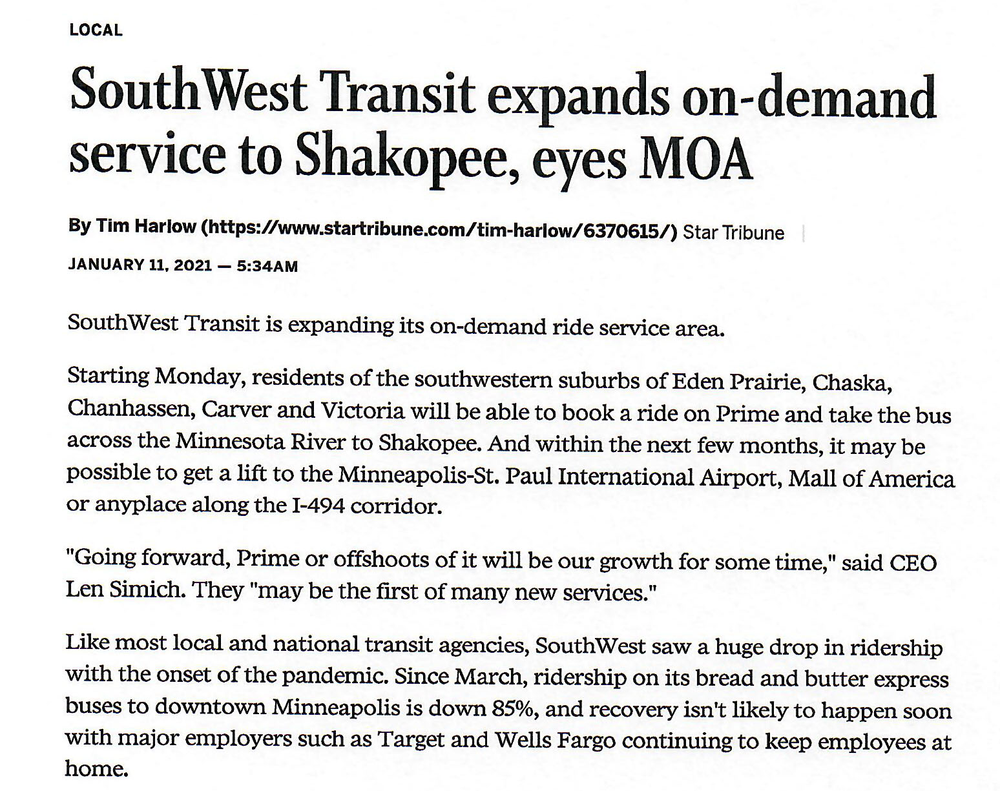 LOCAL
SouthWest Transit expands on-demand
service to Shakopee, eyes MOA
By Tim Harlow (https://www.startribune.com/tim-harlow/6370615/) Star Tribune
JANUARY 11, 2021 — 5:34AM
SouthWest Transit is expanding its on-demand ride service area.
Starting Monday, residents of the southwestern suburbs of Eden Prairie, Chaska,
Chanhassen, Carver and Victoria will be able to book a ride on Prime and take the bus
across the Minnesota River to Shakopee. And within the next few months, it may be
possible to get a lift to the Minneapolis-St. Paul International Airport, Mall of America
or anyplace along the I-494 corridor.
"Going forward, Prime or offshoots of it will be our growth for some time," said CEO
Len Simich. They "may be the first of many new services."
Like most local and national transit agencies, SouthWest saw a huge drop in ridership
with the onset of the pandemic. Since March, ridership on its bread and butter express
buses to downtown Minneapolis is down 85%, and recovery isn't likely to happen soon
with major employers such as Target and Wells Fargo continuing to keep employees at
home.